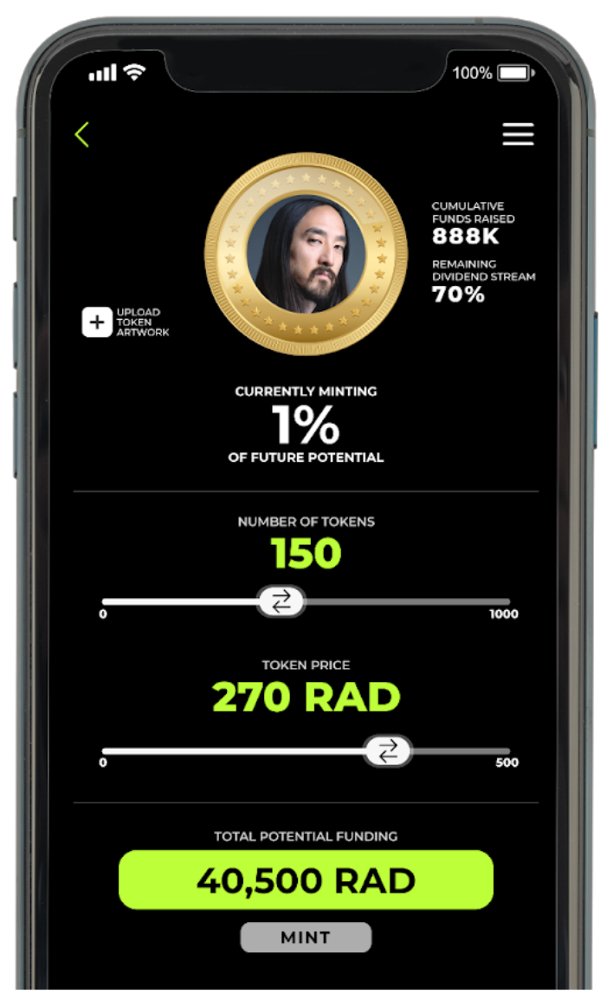 100%
CUMULATIVE
FUNDS RAISED
888K
REMAINING
DIVIDEND STREAM
70%
+
UPLOAD
TOKEN
ARTWORK
CURRENTLY MINTING
1%
OF FUTURE POTENTIAL
NUMBER OF TOKENS
150
0 1000
TOKEN PRICE
270 RAD
0 500
TOTAL POTENTIAL FUNDING
40,500 RAD
MINT